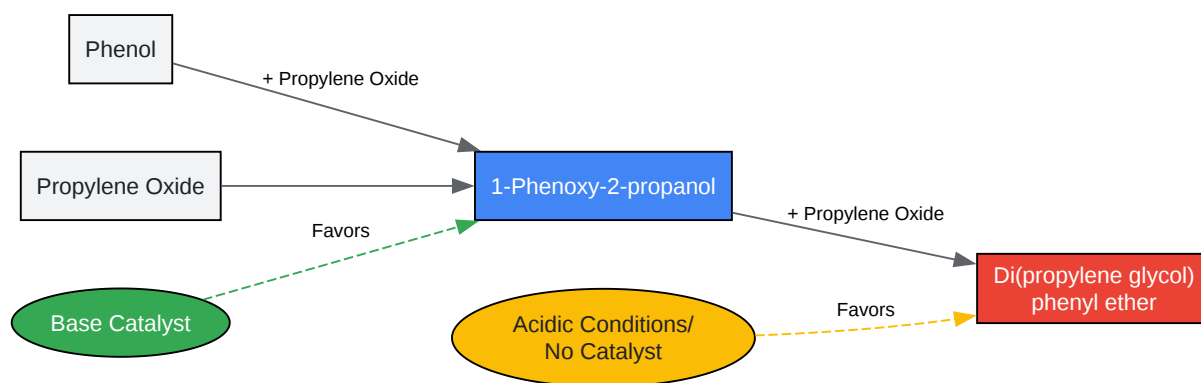 Phenol
+ Propylene Oxide
Propylene Oxide
1-Phenoxy-2-propanol
+ Propylene Oxide
Favors
Di(propylene glycol)
phenyl ether
Base Catalyst
Acidic Conditions/
No Catalyst
Favors